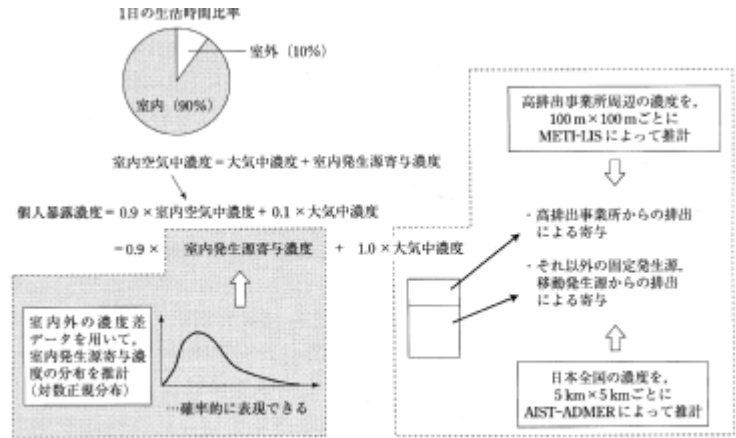 1日の生活時間比率
室外（10%）
室内（90%）
室内空気中濃度＝大気中濃度＋室内発生源寄与濃度
個人暴露濃度＝0.9×室内空気中濃度＋0.1×大気中濃度
＝0.9× 室内発生源寄与濃度 ＋ 1.0×大気中濃度
室内外の濃度差
データを用いて，
室内発生源寄与濃
度の分布を推計
（対数正規分布）
…確率的に表現できる
高排出事業所周辺の濃度を，
100 m×100 mごとに
METI-LISによって推計
・高排出事業所からの排出
による寄与
・それ以外の固定発生源，
移動発生源からの排出
による寄与
日本全国の濃度を，
5 km×5 kmごとに
AIST-ADMERによって推計